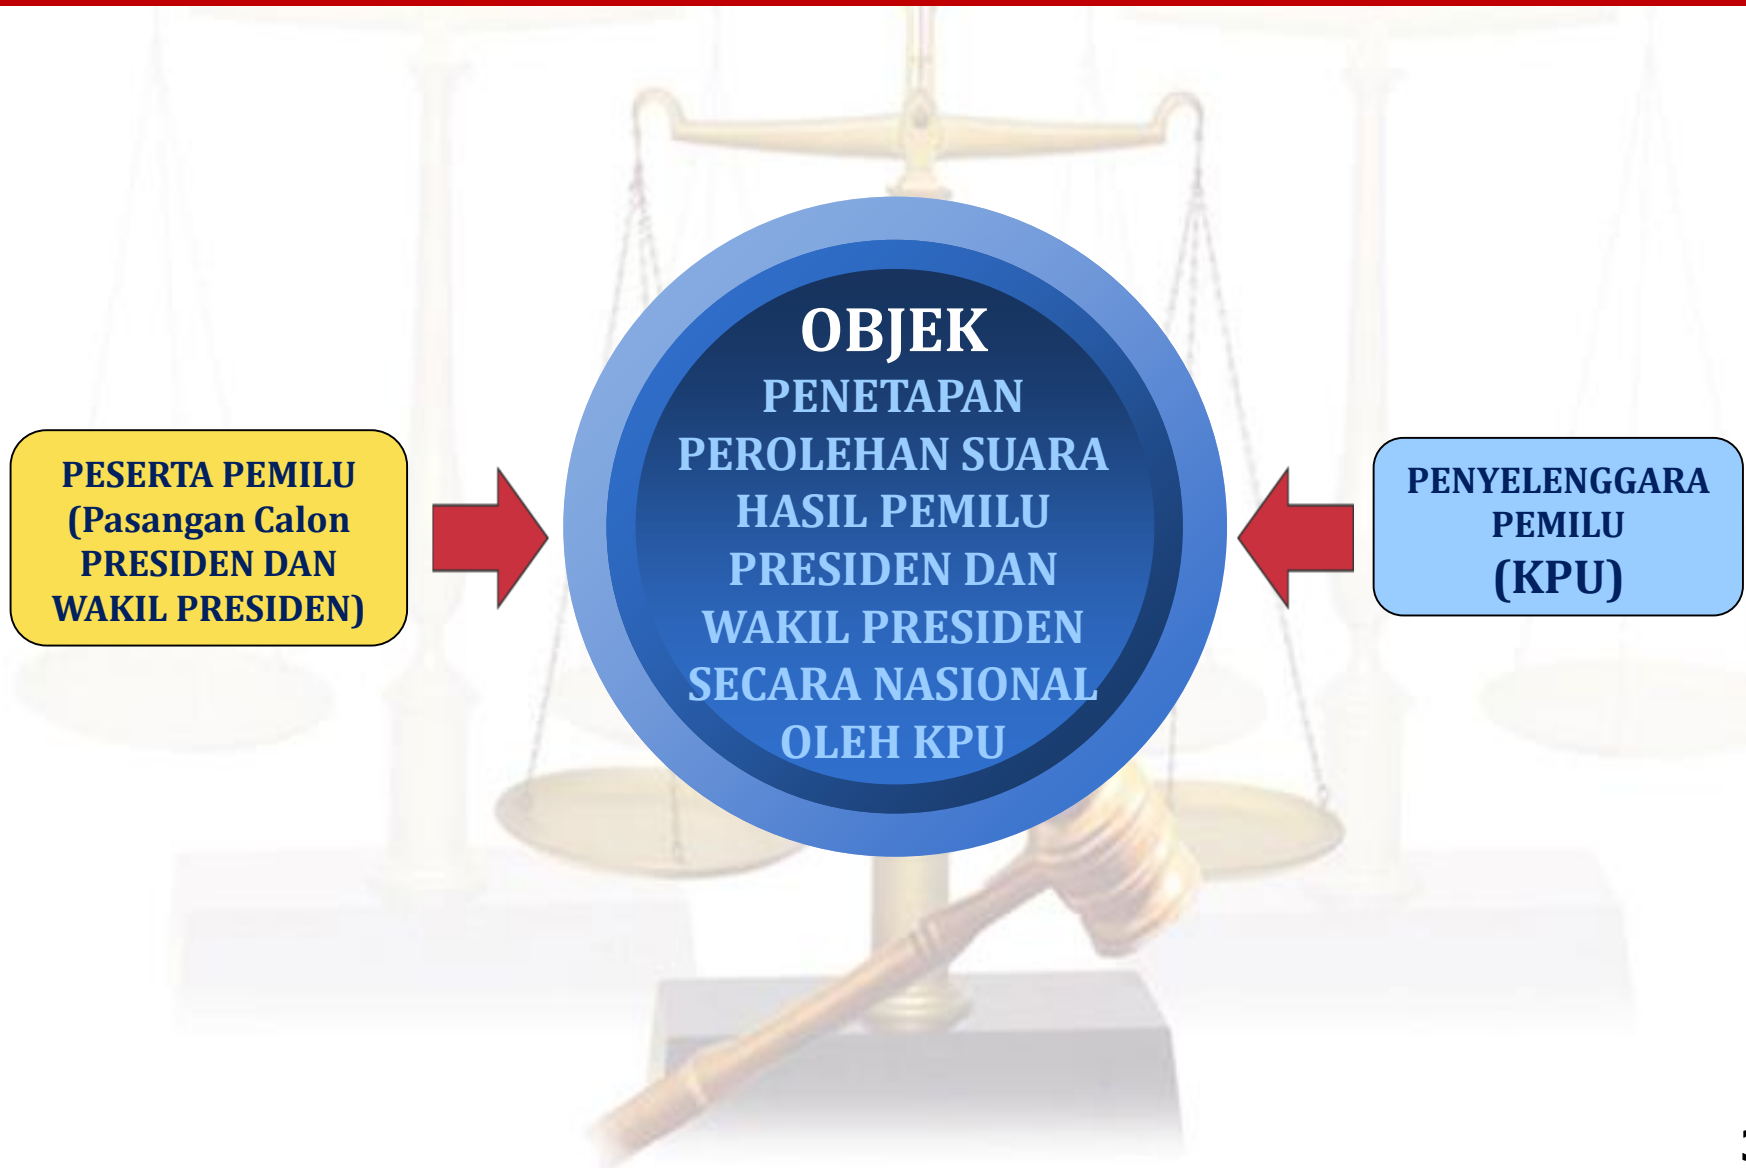 OBJEK
PENETAPAN
PEROLEHAN SUARA
HASIL PEMILU
PRESIDEN DAN
WAKIL PRESIDEN
SECARA NASIONAL
OLEH KPU
PESERTA PEMILU
(Pasangan Calon
PRESIDEN DAN
WAKIL PRESIDEN)
PENYELENGGARA
PEMILU
(KPU)